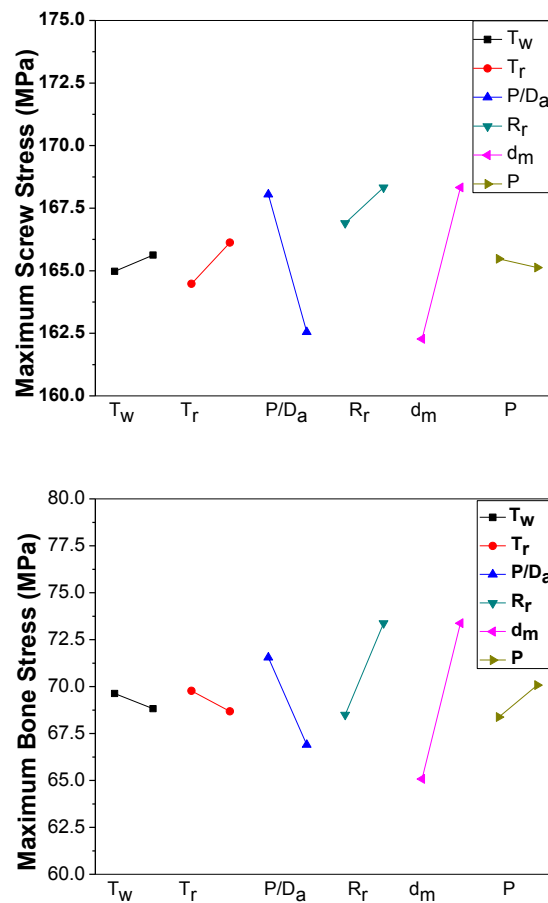 Maximum Screw Stress (MPa)
175.0
172.5
170.0
167.5
165.0
162.5
160.0
Tw
Tr
P/Da
Rr
dm
P
Tw Tr P/Da Rr dm P
Maximum Bone Stress (MPa)
80.0
77.5
75.0
72.5
70.0
67.5
65.0
62.5
60.0
Tw
Tr
P/Da
Rr
dm
P
Tw Tr P/Da Rr dm P